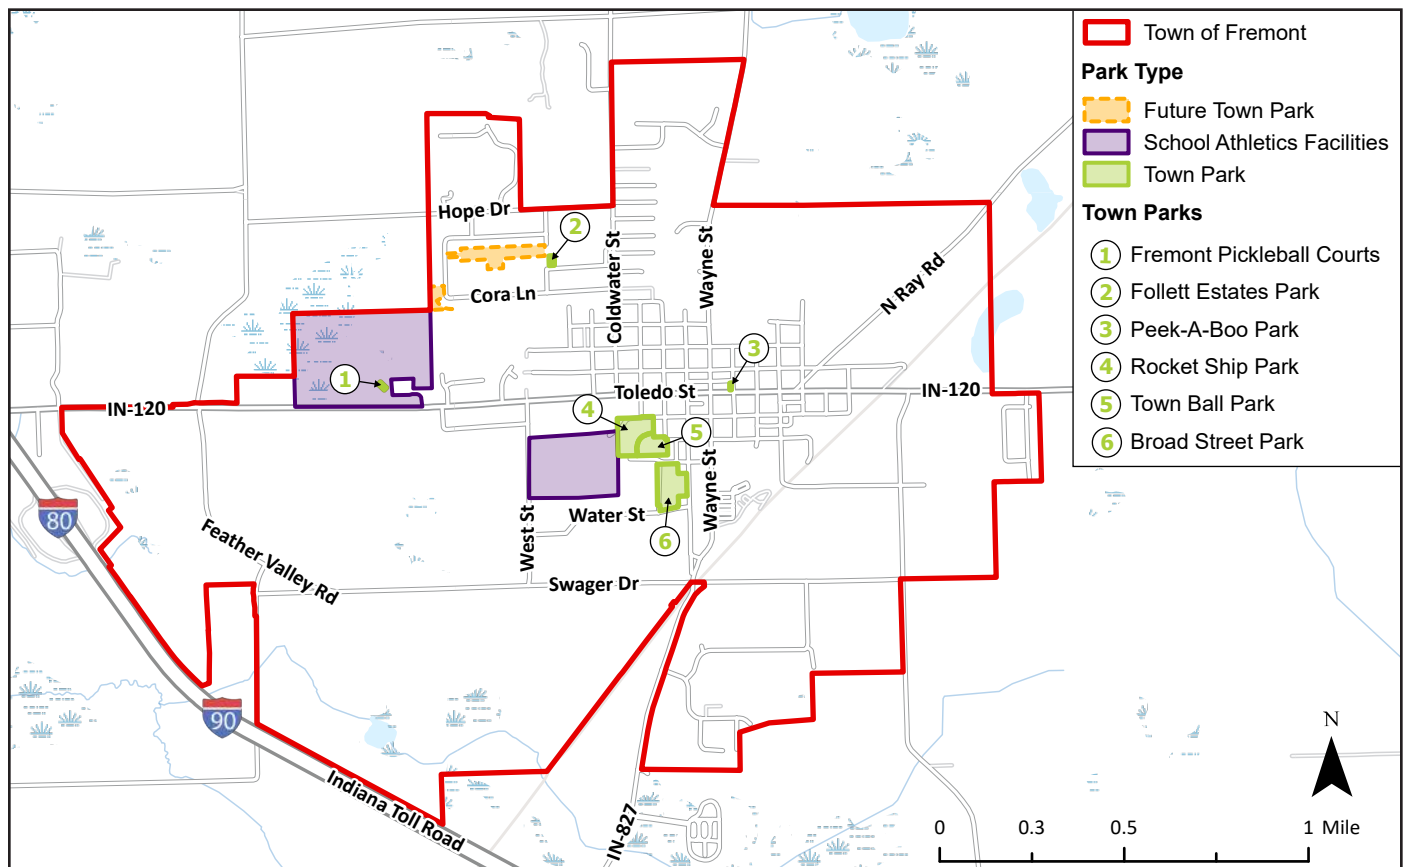 Town of Fremont
Park Type
Future Town Park
School Athletics Facilities
Town Park
Town Parks
1 Fremont Pickleball Courts
2 Follett Estates Park
3 Peek-A-Boo Park
4 Rocket Ship Park
5 Town Ball Park
6 Broad Street Park
Hope Dr
2
Coldwater St
Wayne St
N Ray Rd
Cora Ln
3
1
Toledo St
IN-120
IN-120
4
5
80
Wayne St
West St
Water St
6
Feather Valley Rd
Swager Dr
90
Indiana Toll Road
IN-827
N
0 0.3 0.5 1 Mile